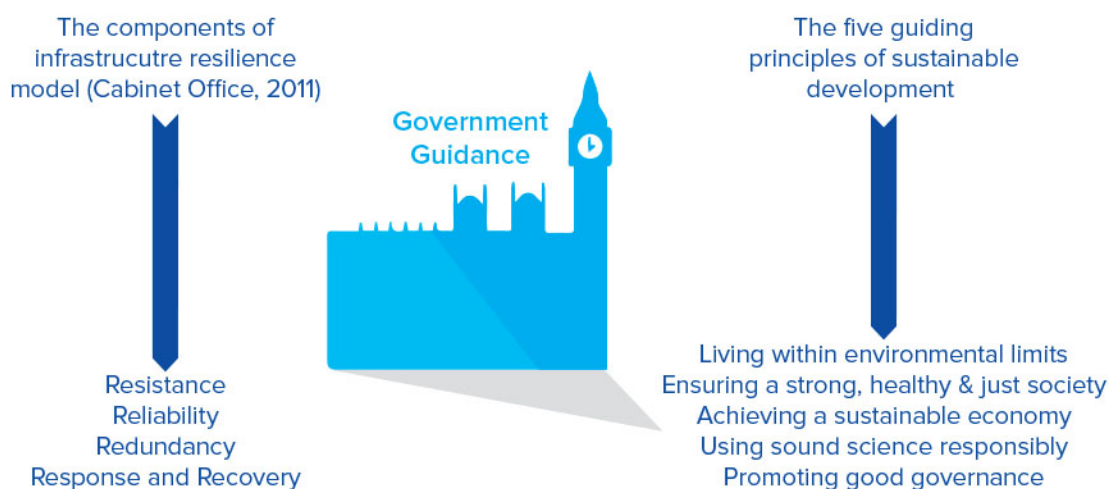 The components of
infrastrucutre resilience
model (Cabinet Office, 2011)
Resistance
Reliability
Redundancy
Response and Recovery
Government
Guidance
The five guiding
principles of sustainable
development
Living within environmental limits
Ensuring a strong, healthy & just society
Achieving a sustainable economy
Using sound science responsibly
Promoting good governance